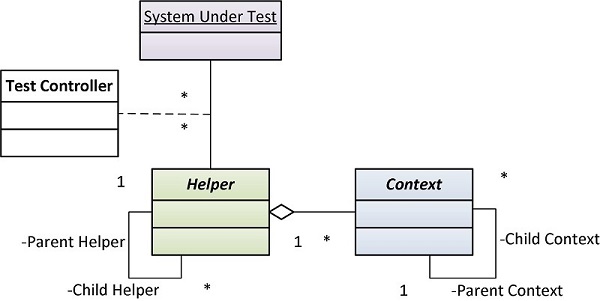 System Under Test
Test Controller
*
*
1
Helper
Context
*
-Parent Helper
1
*
-Child Context
-Child Helper
*
1
-Parent Context